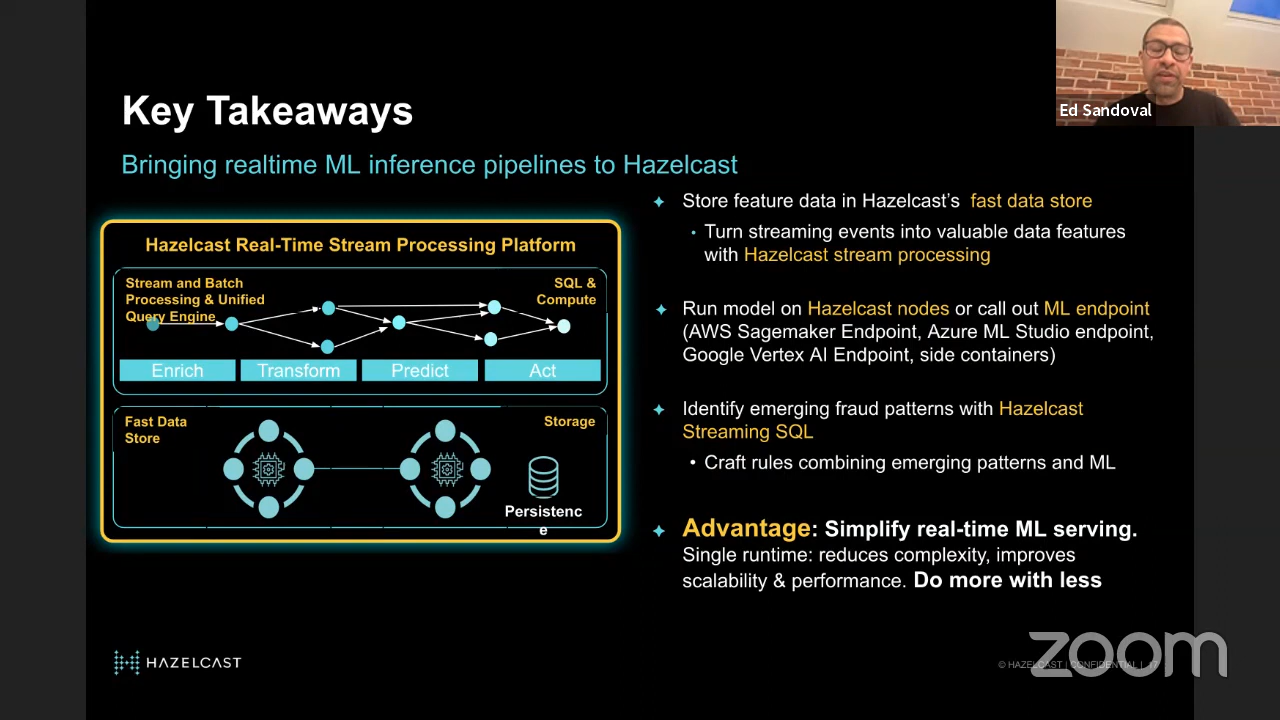 Ed Sandoval
Key Takeaways
Bringing realtime ML inference pipelines to Hazelcast
Hazelcast Real-Time Stream Processing Platform
Stream and Batch
Processing & Unified
Query Engine
SQL &
Compute
Enrich
Transform
Predict
Act
Fast Data
Store
Storage
Persistenc
e
Store feature data in Hazelcast’s fast data store
• Turn streaming events into valuable data features
with Hazelcast stream processing
Run model on Hazelcast nodes or call out ML endpoint
(AWS Sagemaker Endpoint, Azure ML Studio endpoint,
Google Vertex AI Endpoint, side containers)
Identify emerging fraud patterns with Hazelcast
Streaming SQL
• Craft rules combining emerging patterns and ML
Advantage: Simplify real-time ML serving.
Single runtime: reduces complexity, improves
scalability & performance. Do more with less
HAZELCAST
© HAZELCAST | CONFIDENTIAL | 17
zoom